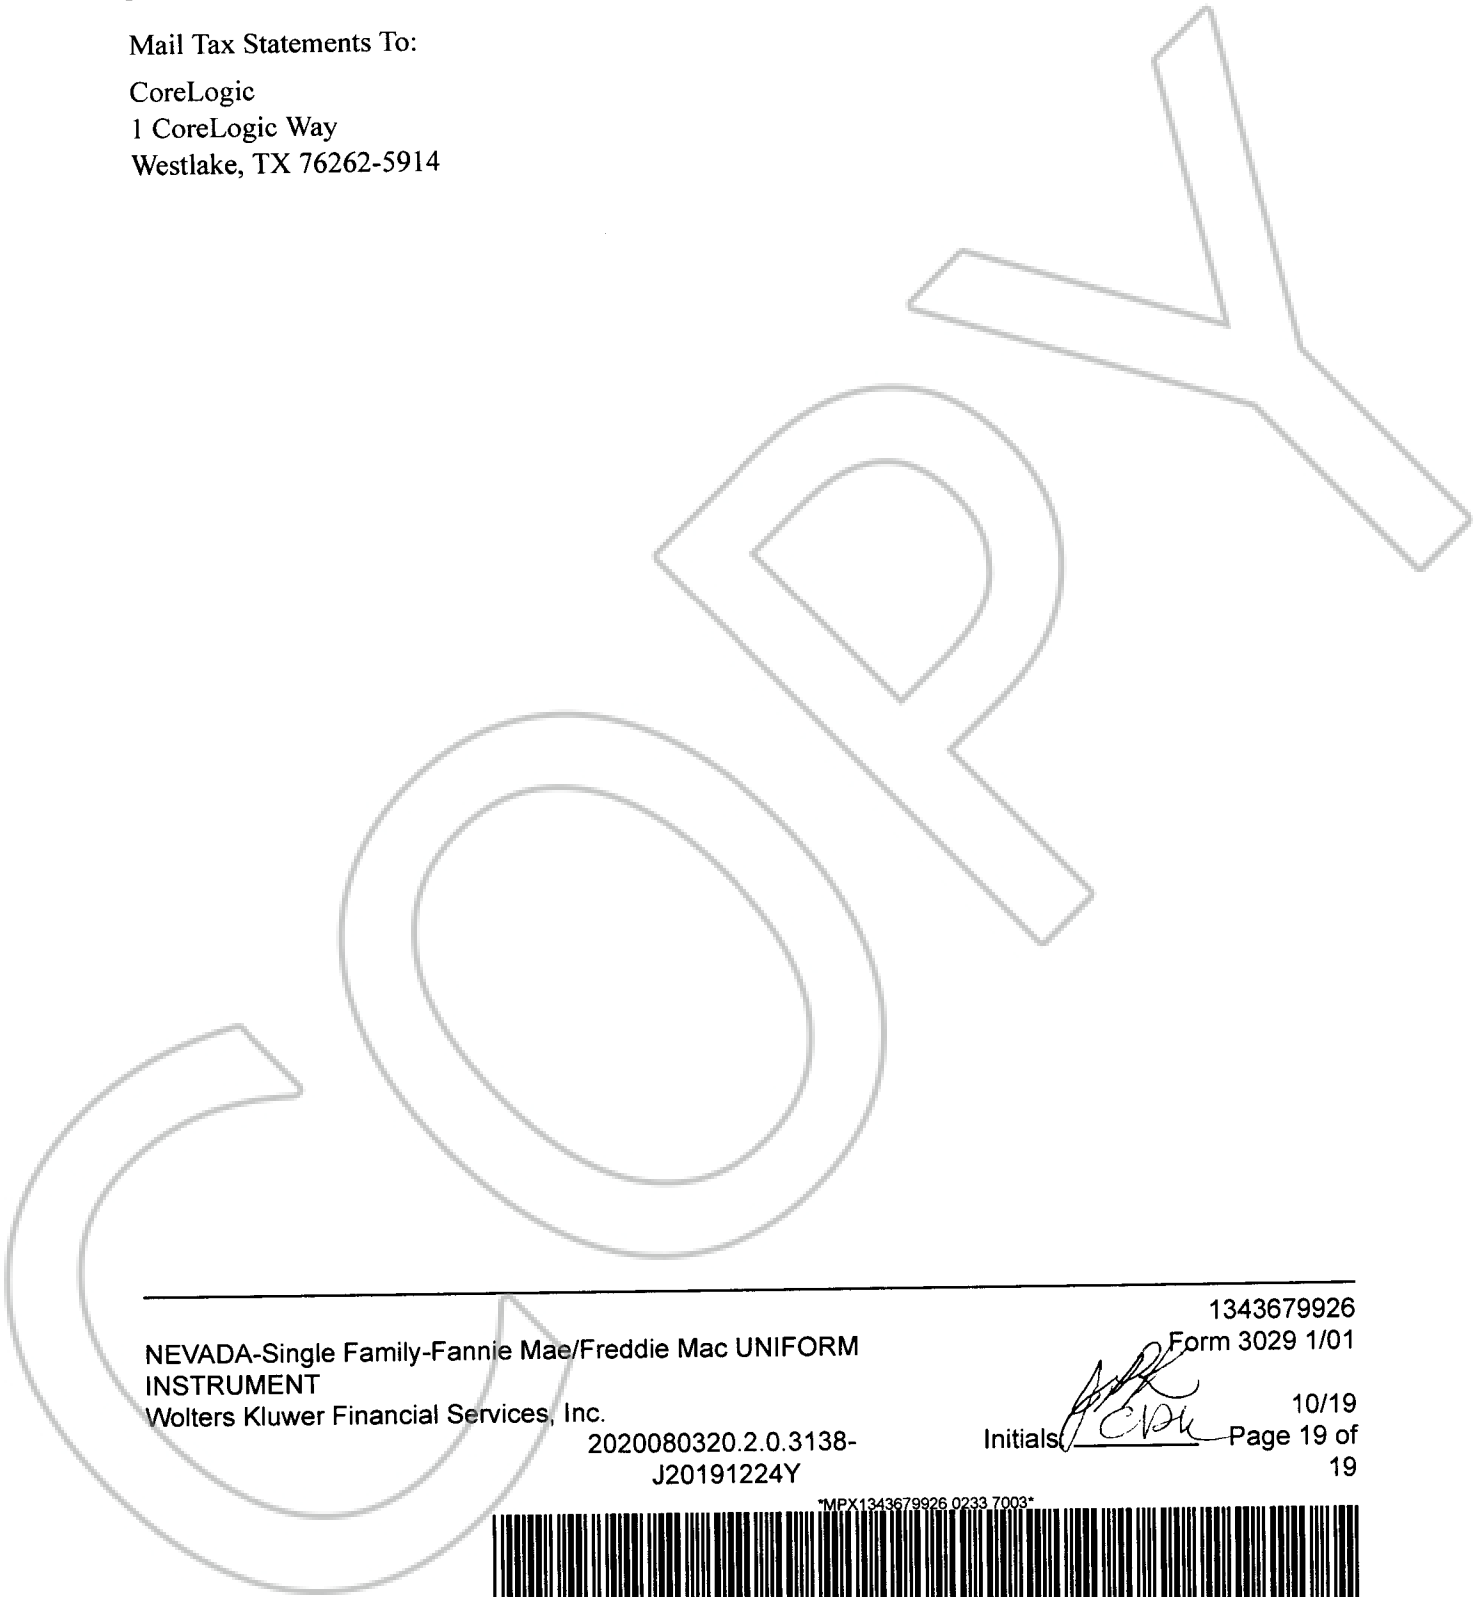 Mail Tax Statements To:
CoreLogic
1 CoreLogic Way
Westlake, TX 76262-5914
COPY
1343679926
NEVADA-Single Family-Fannie Mae/Freddie Mac UNIFORM
Form 3029 1/01
INSTRUMENT
Wolters Kluwer Financial Services, Inc.
10/19
2020080320.2.0.3138-
Initials Page 19 of
J20191224Y
19
*MPX1343679926 0233 7003*